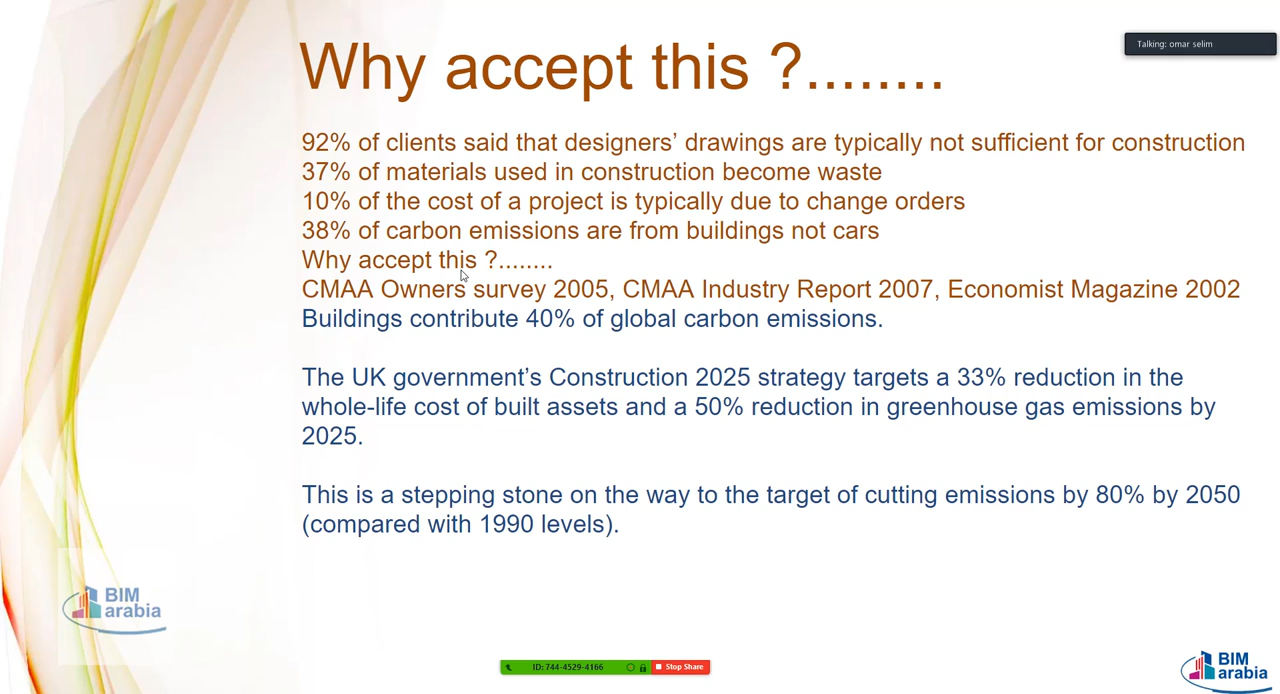 Why accept this ?........
Talking: omar selim
92% of clients said that designers’ drawings are typically not sufficient for construction
37% of materials used in construction become waste
10% of the cost of a project is typically due to change orders
38% of carbon emissions are from buildings not cars
Why accept this ?........
CMAA Owners survey 2005, CMAA Industry Report 2007, Economist Magazine 2002
Buildings contribute 40% of global carbon emissions.
The UK government’s Construction 2025 strategy targets a 33% reduction in the
whole-life cost of built assets and a 50% reduction in greenhouse gas emissions by
2025.
This is a stepping stone on the way to the target of cutting emissions by 80% by 2050
(compared with 1990 levels).
BIM
arabia
ID: 744-4529-4166
Stop Share
BIM
arabia